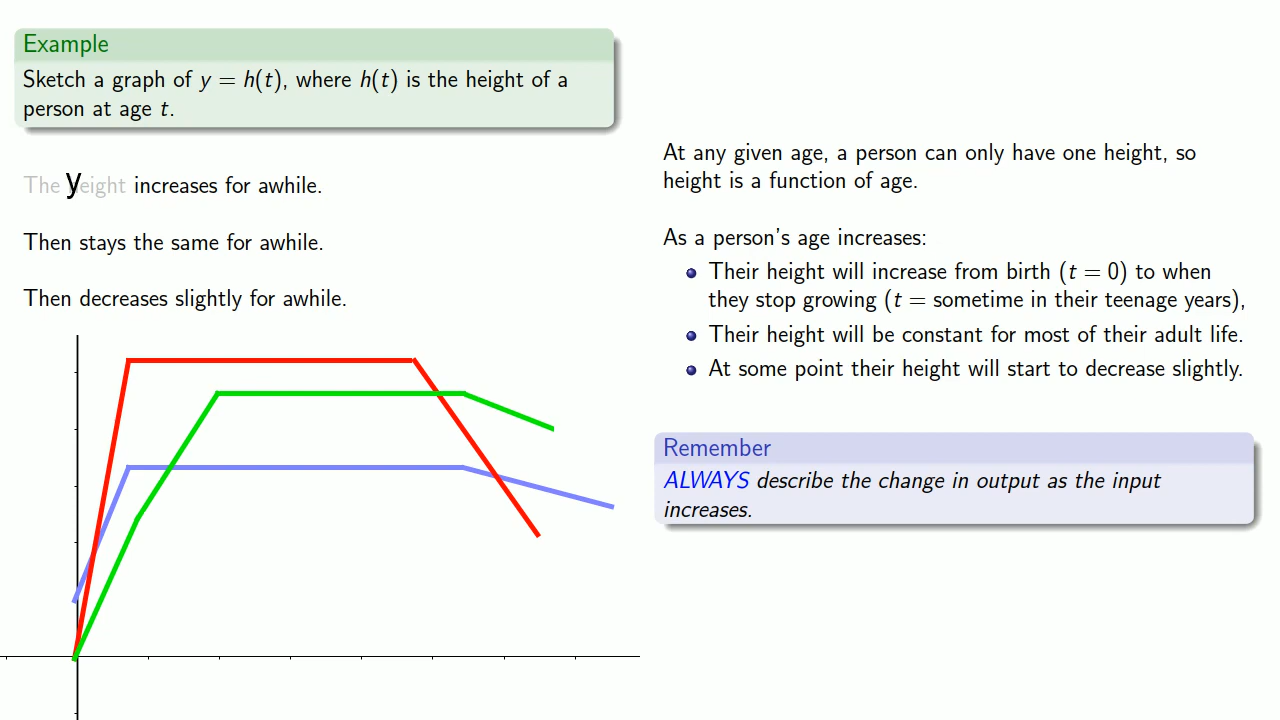 Example
Sketch a graph of y = h(t), where h(t) is the height of a
person at age t.
The height increases for awhile.
y
Then stays the same for awhile.
Then decreases slightly for awhile.
At any given age, a person can only have one height, so
height is a function of age.
As a person's age increases:
Their height will increase from birth (t = 0) to when
they stop growing (t = sometime in their teenage years),
Their height will be constant for most of their adult life.
At some point their height will start to decrease slightly.
Remember
ALWAYS describe the change in output as the input
increases.